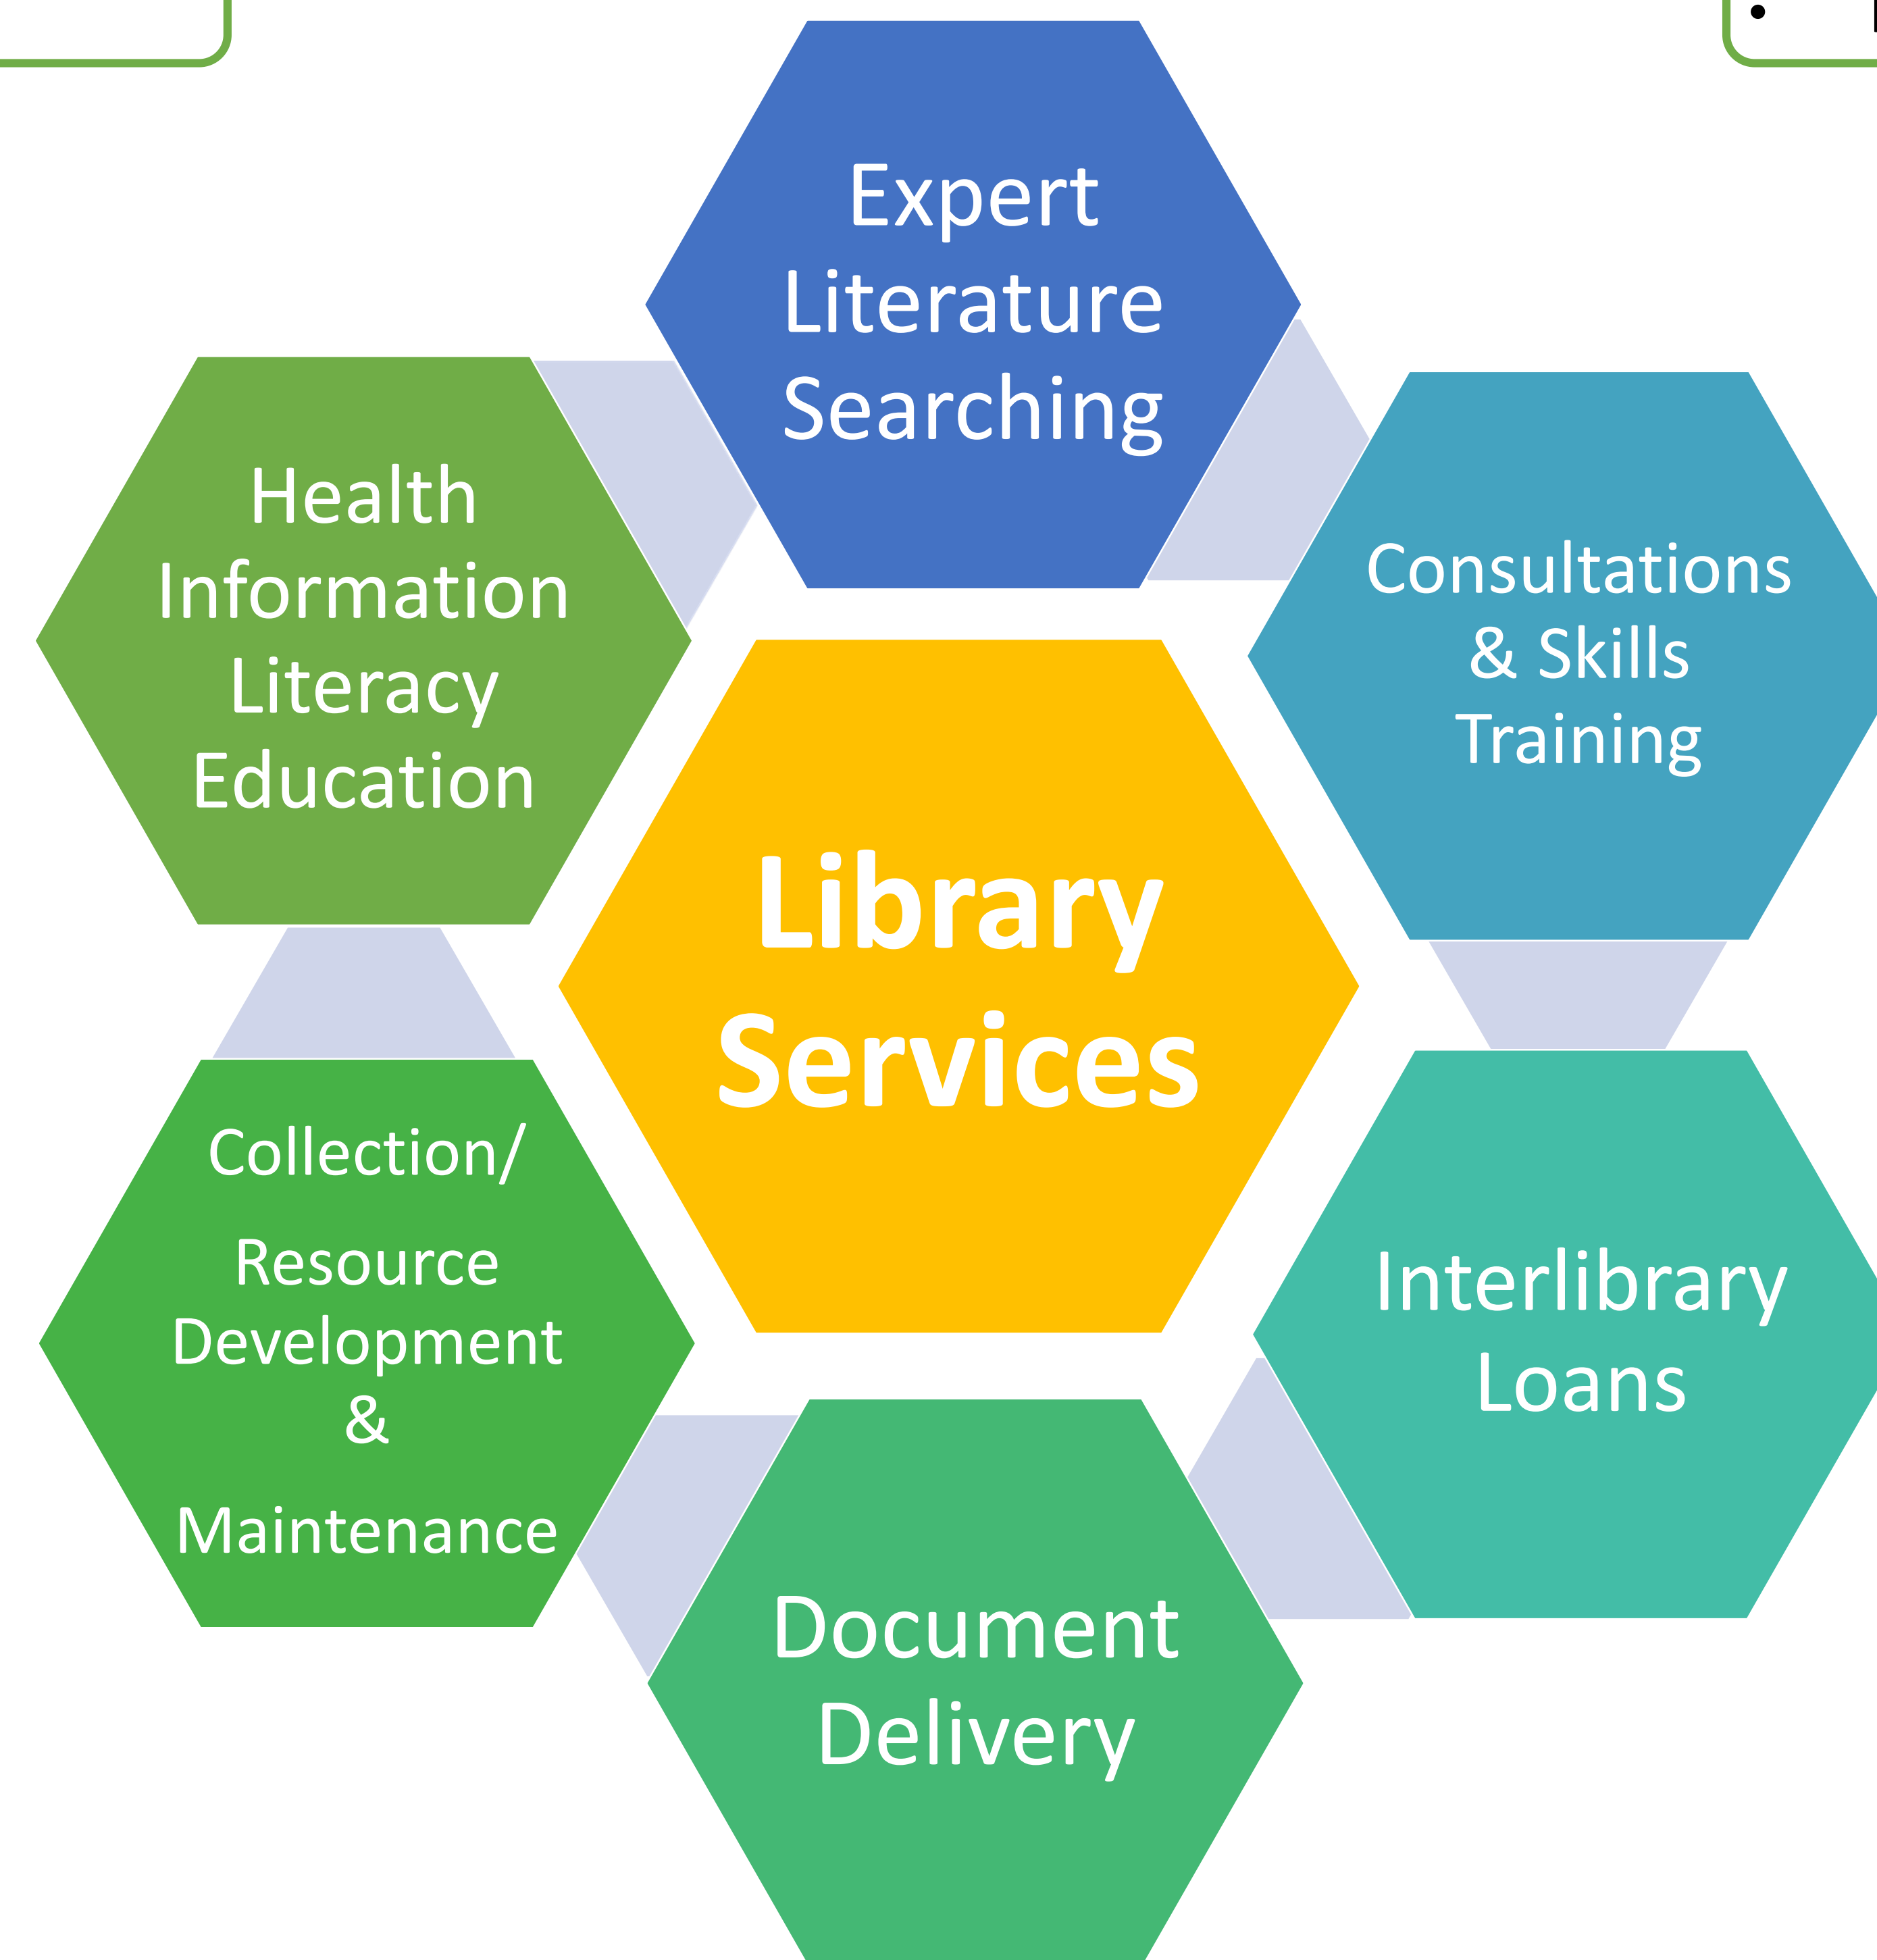 Expert
Literature
Searching
Health
Information
Literacy
Education
Consultations
& Skills
Training
Library
Services
Collection/
Resource
Development
&
Maintenance
Interlibrary
Loans
Document
Delivery